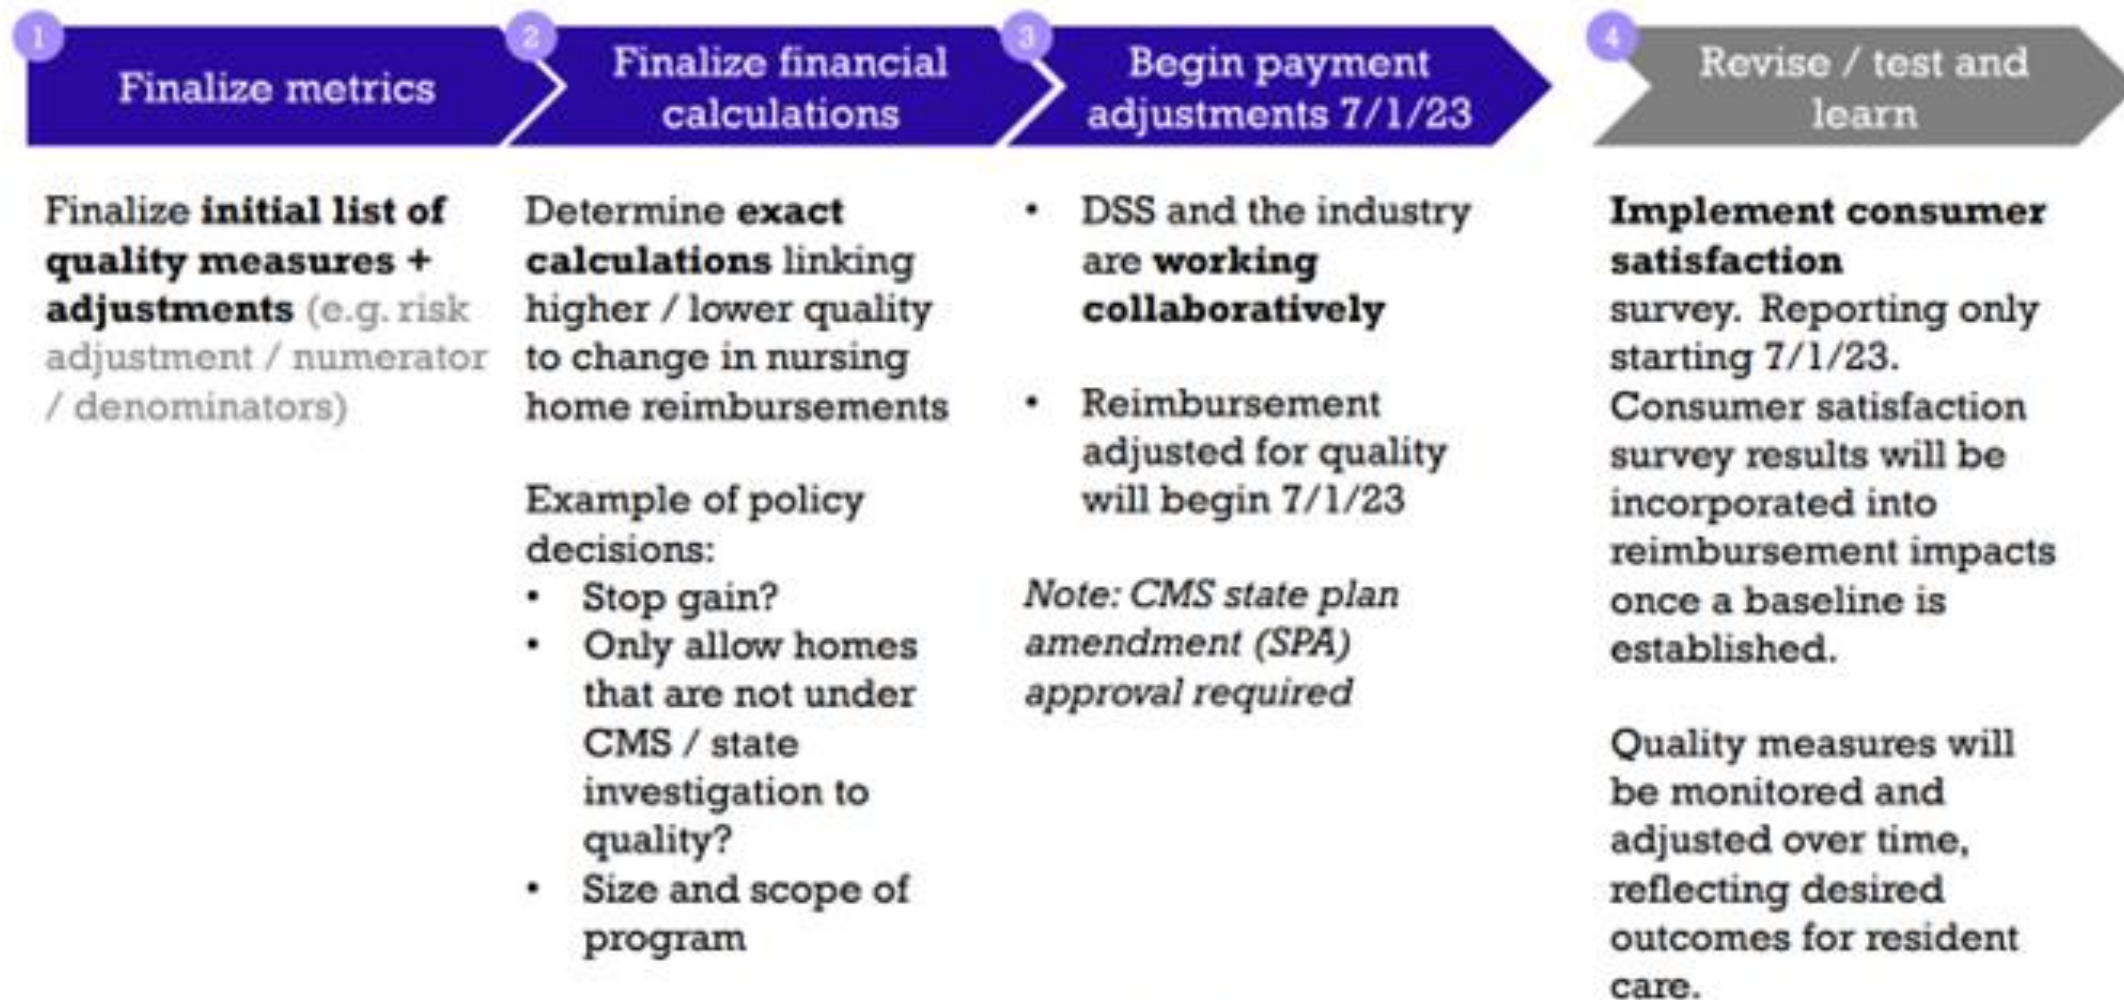 1
Finalize metrics
Finalize initial list of
quality measures +
adjustments (e.g. risk
adjustment / numerator
/ denominators)
2
Finalize financial
calculations
Determine exact
calculations linking
higher / lower quality
to change in nursing
home reimbursements
Example of policy
decisions:
• Stop gain?
• Only allow homes
that are not under
CMS / state
investigation to
quality?
• Size and scope of
program
3
Begin payment
adjustments 7/1/23
• DSS and the industry
are working
collaboratively
• Reimbursement
adjusted for quality
will begin 7/1/23
Note: CMS state plan
amendment (SPA)
approval required
4
Revise / test and
learn
Implement consumer
satisfaction
survey. Reporting only
starting 7/1/23.
Consumer satisfaction
survey results will be
incorporated into
reimbursement impacts
once a baseline is
established.
Quality measures will
be monitored and
adjusted over time,
reflecting desired
outcomes for resident
care.